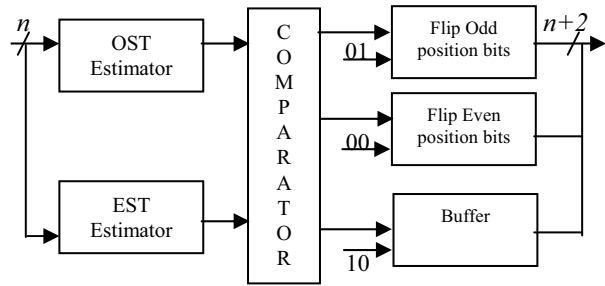 n
OST
Estimator
EST
Estimator
C
O
M
P
A
R
A
T
O
R
01
Flip Odd
position bits
n+2
00
Flip Even
position bits
10
Buffer